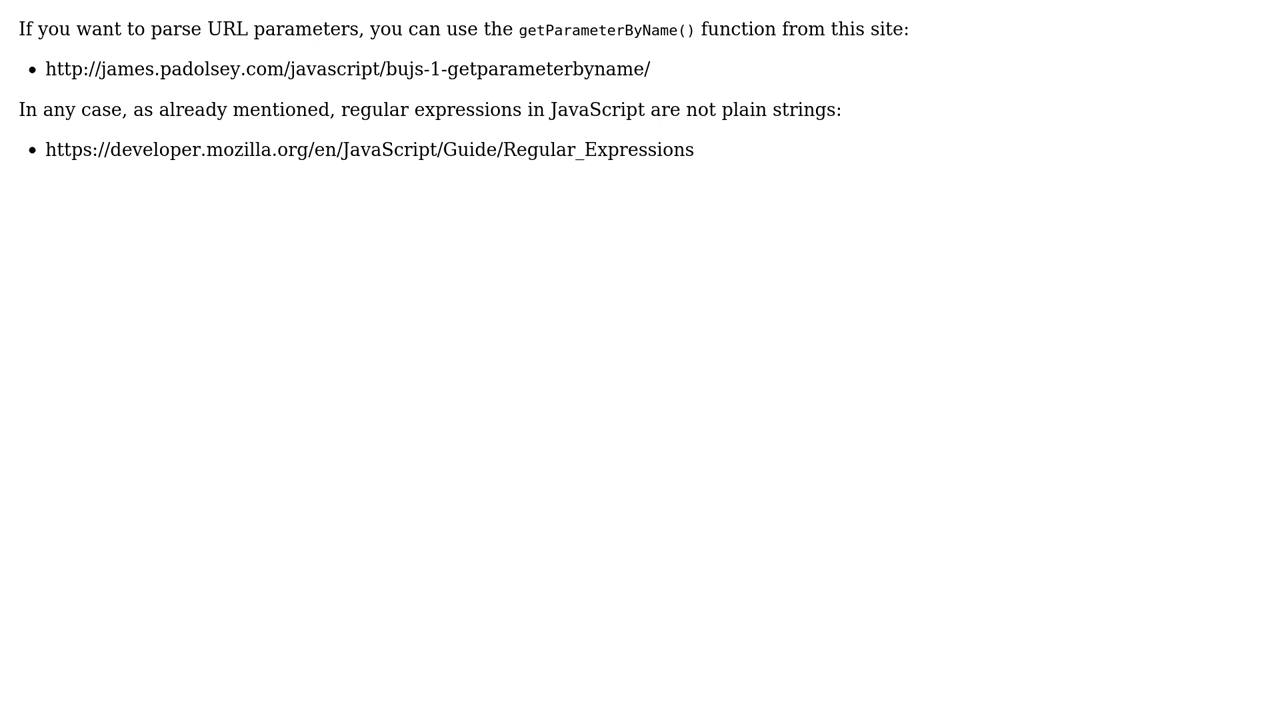 If you want to parse URL parameters, you can use the getParameterByName() function from this site:
• http://james.padolsey.com/javascript/bujs-1-getparameterbyname/
In any case, as already mentioned, regular expressions in JavaScript are not plain strings:
• https://developer.mozilla.org/en/JavaScript/Guide/Regular_Expressions